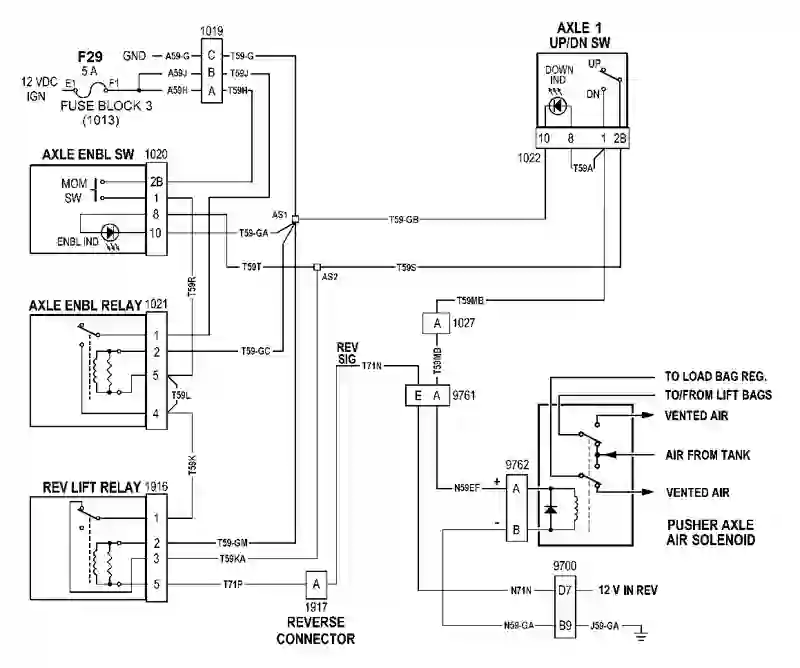 1019
AXLE 1
UP/DN SW
F29
5 A
GND
A59-G
C
T59-G
A59J
B
T59J
A59H
A
T59H
12 VDC
IGN
E1
F1
FUSE BLOCK 3
(1013)
DOWN
IND
UP
DN
10 8 1 2B
1022
T59A
AXLE ENBL SW 1020
MOM
SW
2B
1
8
10
ENBL IND
AS1
T59-GB
T59-GA
T59T
AS2
T59S
T59R
AXLE ENBL RELAY 1021
1
2
5
4
T59-GC
T59L
T59K
T59MB
A 1027
T59MB
REV
SIG
T71N
E A 9761
TO LOAD BAG REG.
TO/FROM LIFT BAGS
VENTED AIR
AIR FROM TANK
VENTED AIR
PUSHER AXLE
AIR SOLENOID
9762
+
A
N59EF
-
B
REV LIFT RELAY 1916
1
2
3
5
T59-GM
T59KA
T71P
A
1917
REVERSE
CONNECTOR
9700
N71N
D7
12 V IN REV
N59-GA
B9
J59-GA